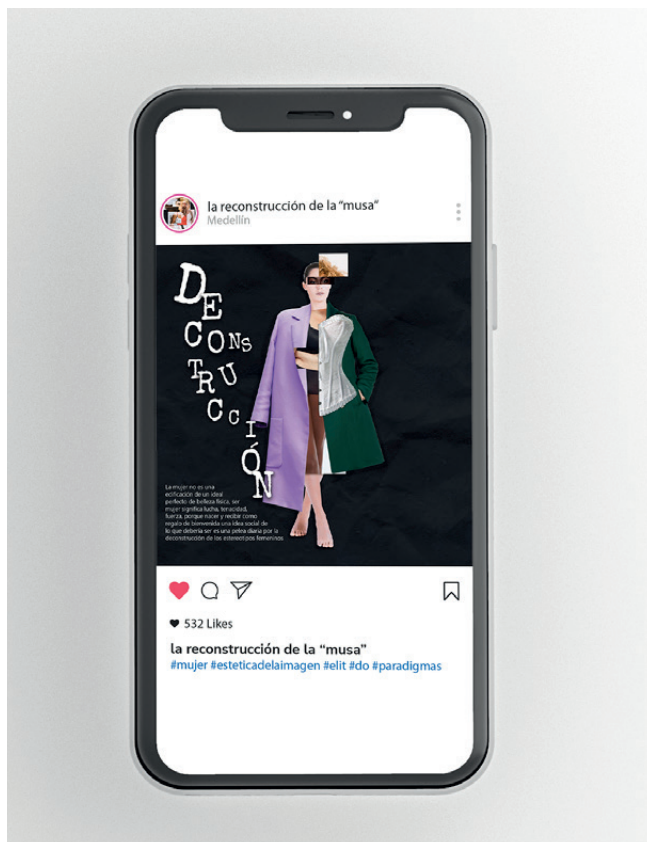 la reconstrucción de la “musa”
Medellín
DECONSTRUCCIÓN
La mujer no es una
edificación de un ideal
perfecto de belleza física, ser
mujer significa lucha, tenacidad,
fuerza, porque nacer y recibir como
regalo de bienvenida una idea social de
lo que debería ser es una pelea diaria por la
deconstrucción de los estereotipos femeninos.
532 Likes
la reconstrucción de la “musa”
#mujer #esteticadelaimagen #elit #do #paradigmas